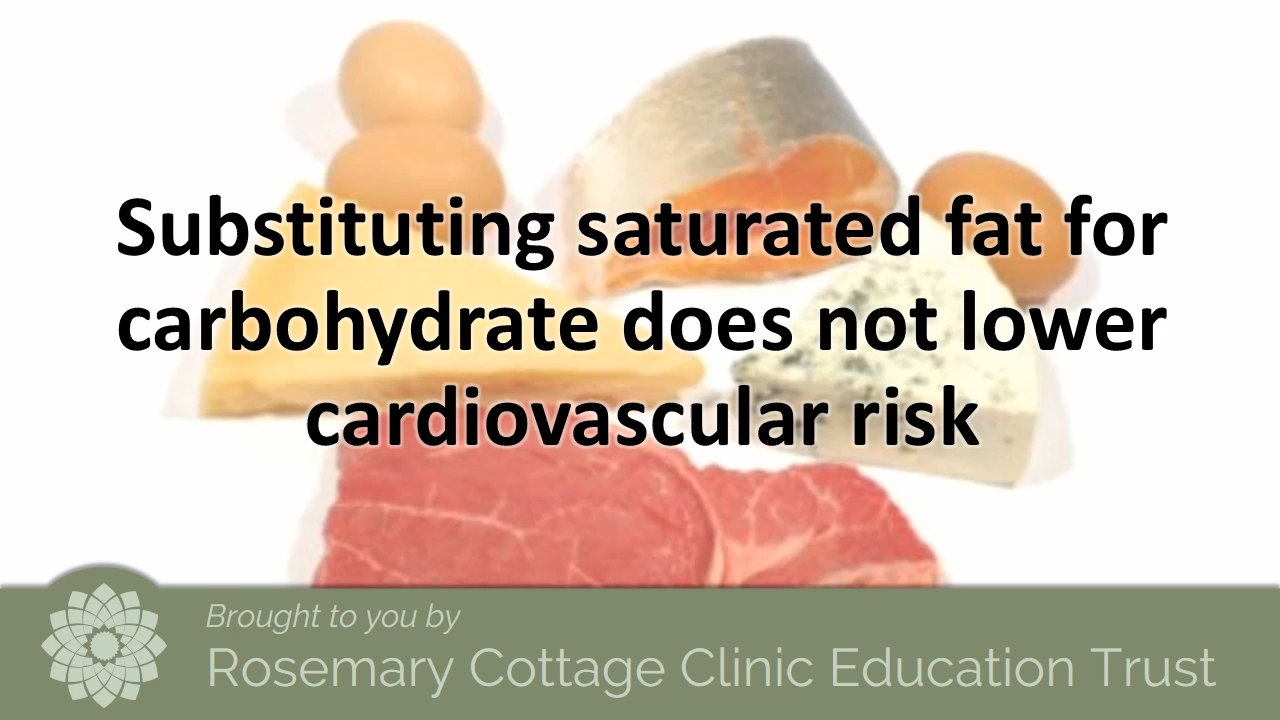 Substituting saturated fat for
carbohydrate does not lower
cardiovascular risk
Brought to you by
Rosemary Cottage Clinic Education Trust